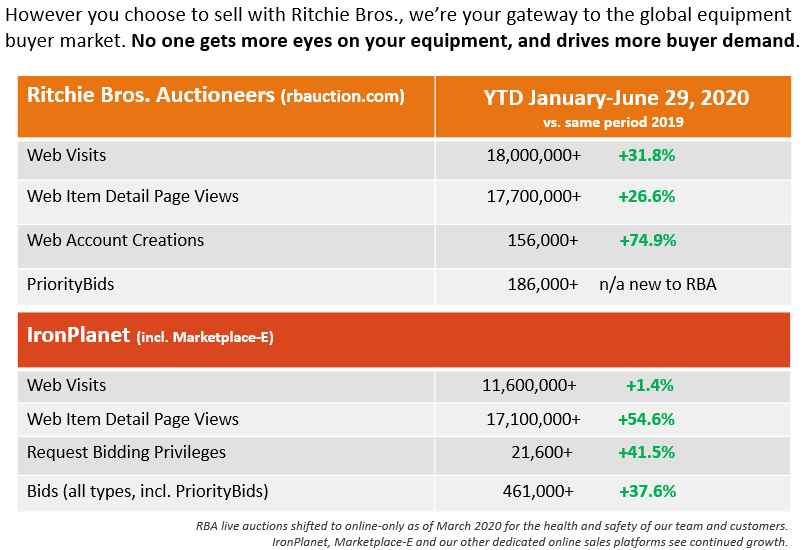 However you choose to sell with Ritchie Bros., we're your gateway to the global equipment
buyer market. No one gets more eyes on your equipment, and drives more buyer demand.
Ritchie Bros. Auctioneers (rbauction.com) YTD January-June 29, 2020
vs. same period 2019
Web Visits 18,000,000+ +31.8%
Web Item Detail Page Views 17,700,000+ +26.6%
Web Account Creations 156,000+ +74.9%
PriorityBids 186,000+ n/a new to RBA
IronPlanet (incl. Marketplace-E)
Web Visits 11,600,000+ +1.4%
Web Item Detail Page Views 17,100,000+ +54.6%
Request Bidding Privileges 21,600+ +41.5%
Bids (all types, incl. PriorityBids) 461,000+ +37.6%
RBA live auctions shifted to online-only as of March 2020 for the health and safety of our team and customers.
IronPlanet, Marketplace-E and our other dedicated online sales platforms see continued growth.